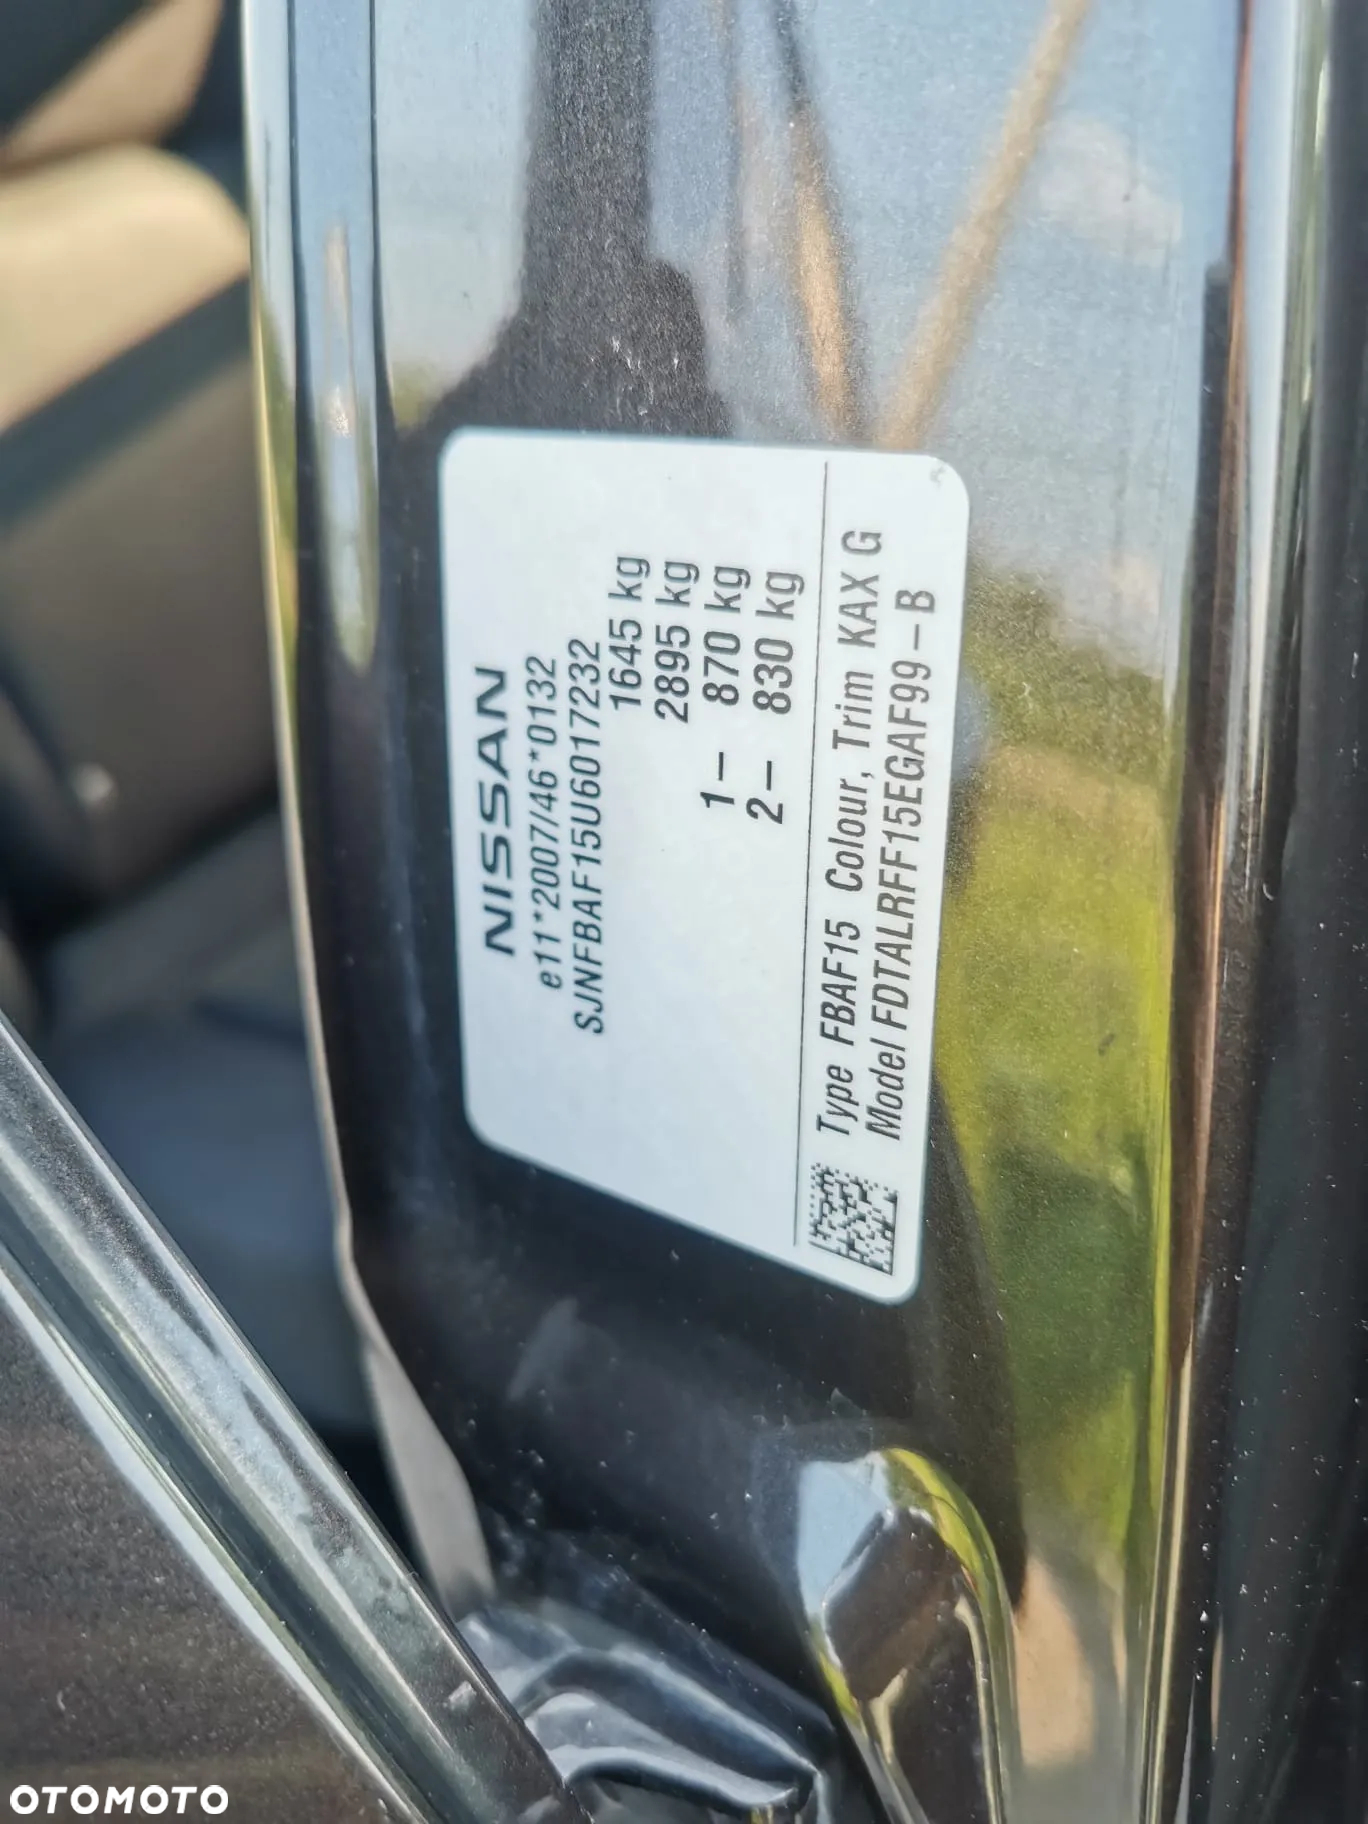 NISSAN
e11*2007/46*0132
SJNFBAF15U6017232
1645 kg
2895 kg
1– 870 kg
2– 830 kg
Type FBAF15 Colour, Trim KAX G
Model FDTALRFF15EGAF99–B
OTOMOTO